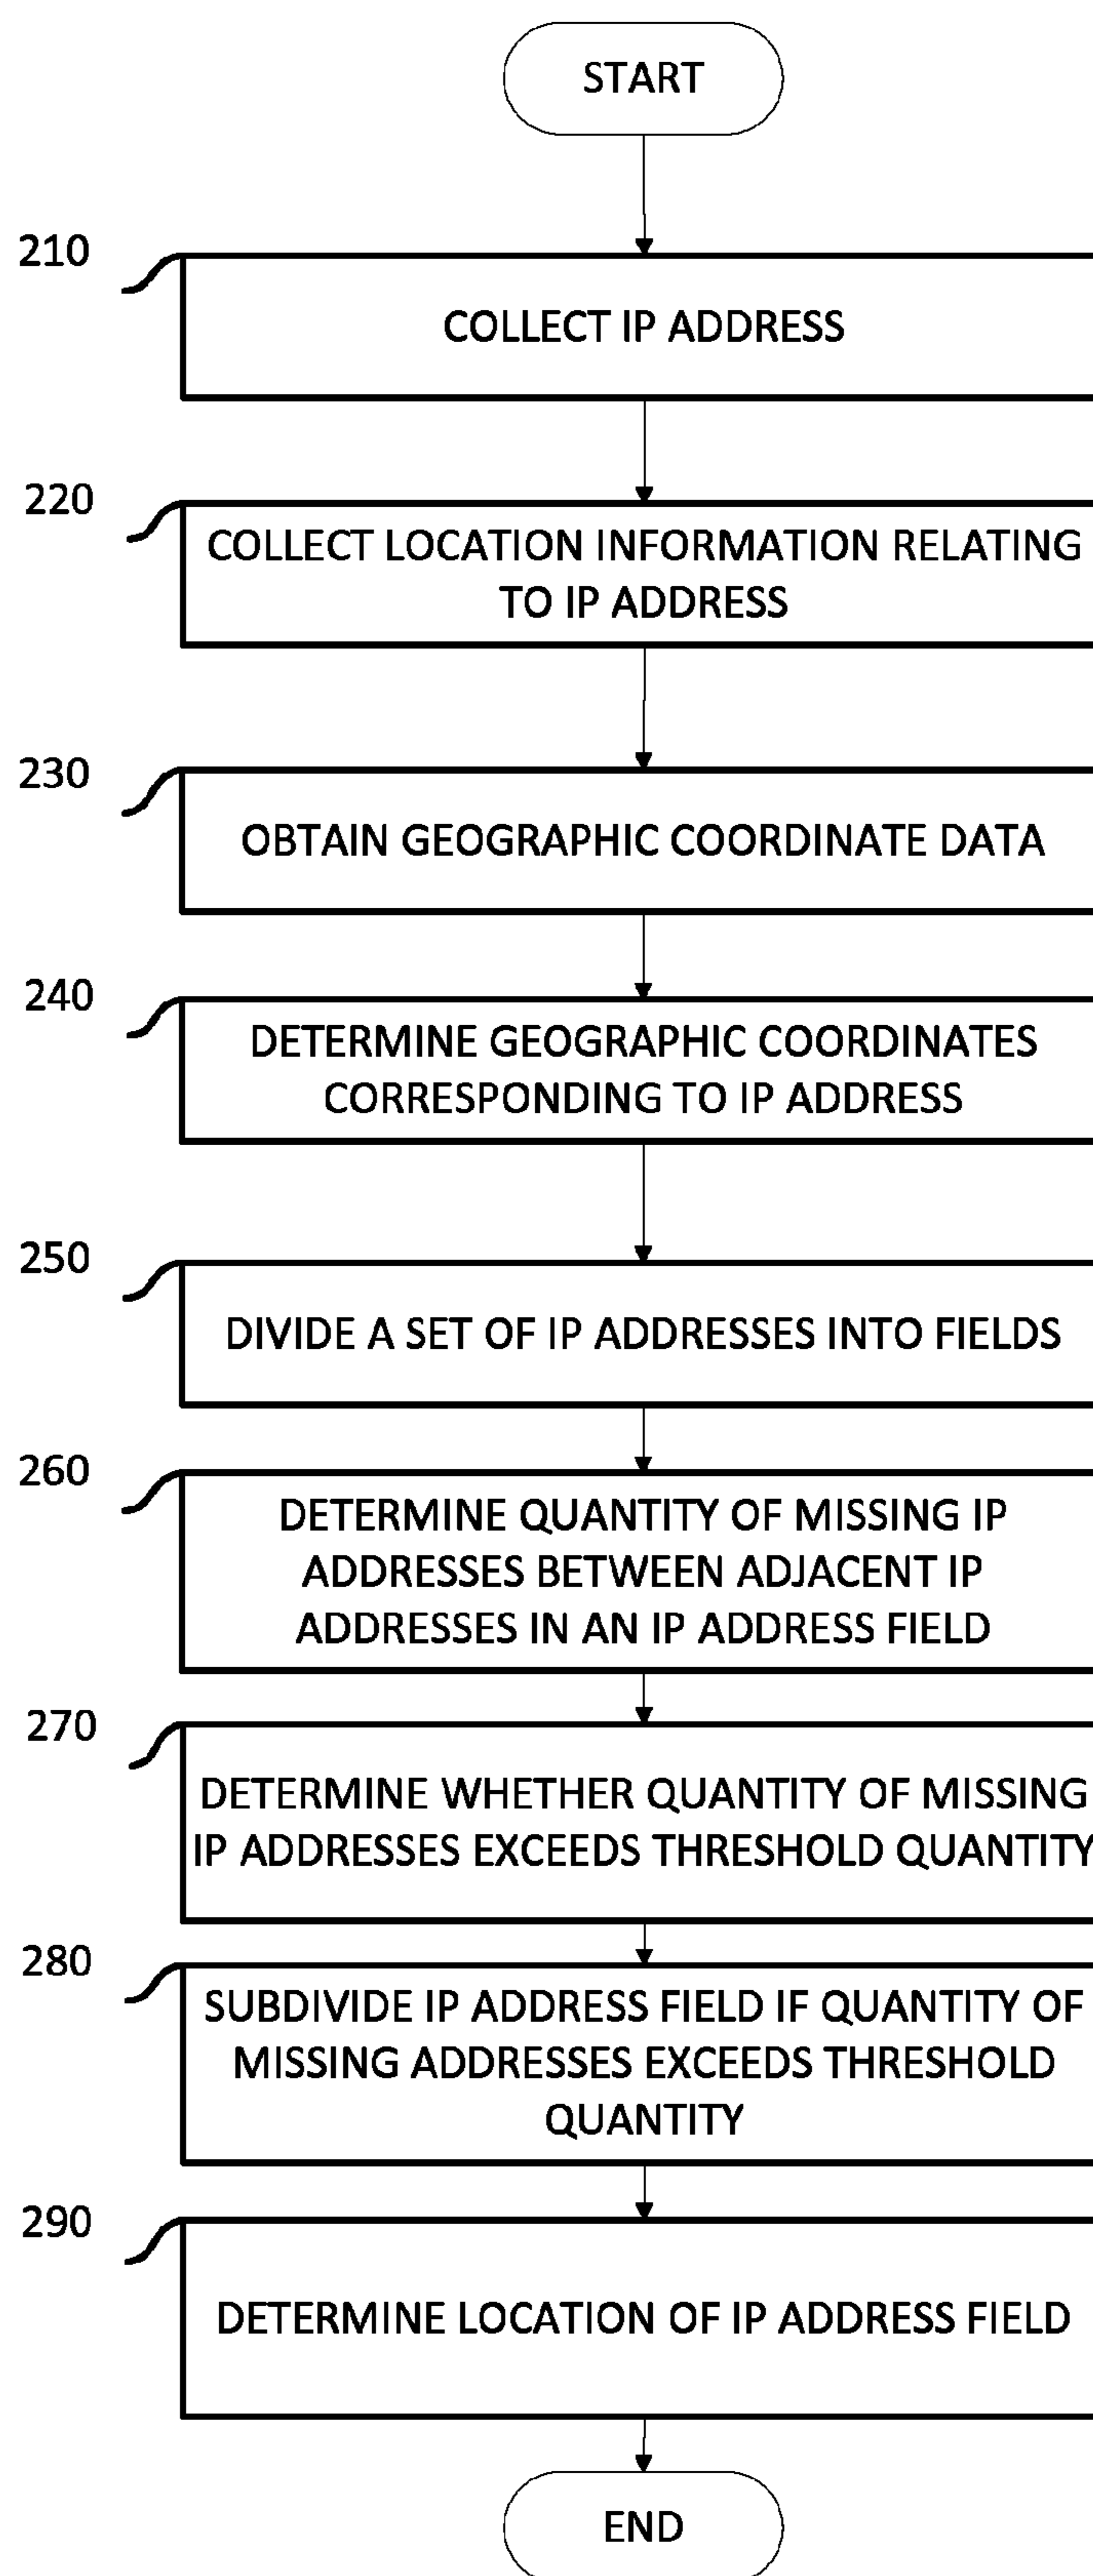 START
210
COLLECT IP ADDRESS
220
COLLECT LOCATION INFORMATION RELATING
TO IP ADDRESS
230
OBTAIN GEOGRAPHIC COORDINATE DATA
240
DETERMINE GEOGRAPHIC COORDINATES
CORRESPONDING TO IP ADDRESS
250
DIVIDE A SET OF IP ADDRESSES INTO FIELDS
260
DETERMINE QUANTITY OF MISSING IP
ADDRESSES BETWEEN ADJACENT IP
ADDRESSES IN AN IP ADDRESS FIELD
270
DETERMINE WHETHER QUANTITY OF MISSING
IP ADDRESSES EXCEEDS THRESHOLD QUANTITY
280
SUBDIVIDE IP ADDRESS FIELD IF QUANTITY OF
MISSING ADDRESSES EXCEEDS THRESHOLD
QUANTITY
290
DETERMINE LOCATION OF IP ADDRESS FIELD
END